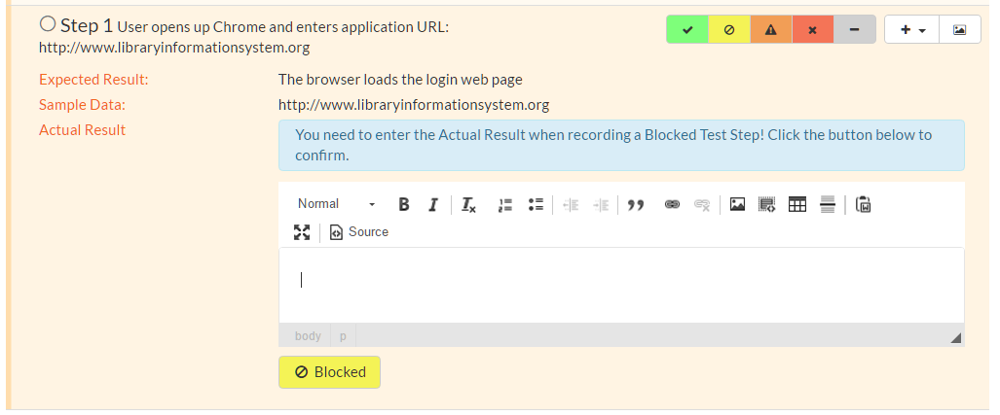 Step 1 User opens up Chrome and enters application URL:
http://www.libraryinformationsystem.org
Expected Result: The browser loads the login web page
Sample Data: http://www.libraryinformationsystem.org
Actual Result
You need to enter the Actual Result when recording a Blocked Test Step! Click the button below to
confirm.
Normal B I Tx
Source
body p
Blocked